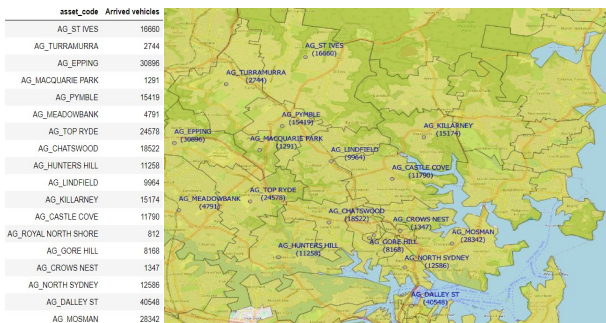 asset_code Arrived vehicles
AG_ST IVES 16660
AG_TURRAMURRA 2744
AG_EPPING 30896
AG_MACQUARIE PARK 1291
AG_PYMBLE 15419
AG_MEADOWBANK 4791
AG_TOP RYDE 24578
AG_CHATSWOOD 18522
AG_HUNTERS HILL 11258
AG_LINDFIELD 9964
AG_KILLARNEY 15174
AG_CASTLE COVE 11790
AG_ROYAL NORTH SHORE 812
AG_GORE HILL 8168
AG_CROWS NEST 1347
AG_NORTH SYDNEY 12586
AG_DALLEY ST 40548
AG_MOSMAN 28342
AG_ST IVES
(16660)
AG_TURRAMURRA
(2744)
AG_PYMBLE
(15419)
AG_KILLARNEY
(15174)
AG_EPPING
(30896)
AG_MACQUARIE PARK
(1291)
AG_LINDFIELD
(9964)
AG_CASTLE COVE
(11790)
AG_TOP RYDE
(24578)
AG_MEADOWBANK
(4791)
AG_CHATSWOOD
(18522)
AG_CROWS NEST
(1347)
AG_MOSMAN
(28342)
AG_GORE HILL
(8168)
AG_HUNTERS HILL
(11258)
AG_NORTH SYDNEY
(12586)
AG_DALLEY ST
(40548)